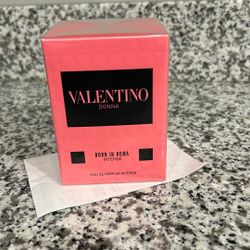 VALENTINO
DONNA
BORN IN ROMA
INTENSE
EAU DE PARFUM INTENSE